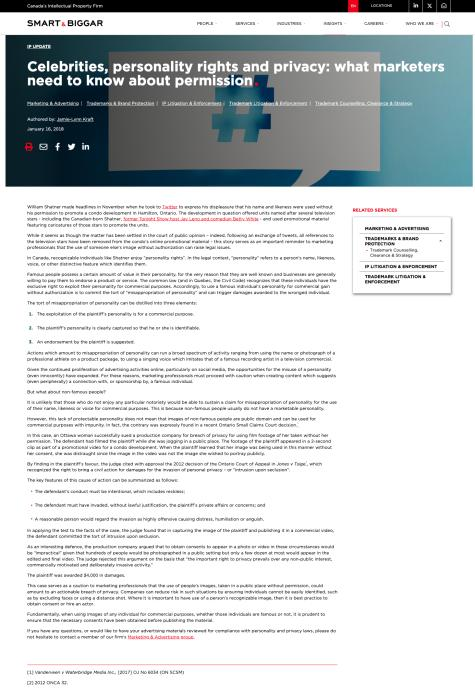 Canada's Intellectual Property Firm
EN
LOCATIONS
SMART & BIGGAR
PEOPLE
SERVICES
INDUSTRIES
INSIGHTS
CAREERS
WHO WE ARE
IP UPDATE
Celebrities, personality rights and privacy: what marketers
need to know about permission.
Marketing & Advertising | Trademarks & Brand Protection | IP Litigation & Enforcement | Trademark Litigation & Enforcement | Trademark Counselling, Clearance & Strategy
Authored by: Jamie-Lynn Kraft
January 16, 2018
William Shatner made headlines in November when he took to Twitter to express his displeasure that his name and likeness were used without
his permission to promote a condo development in Hamilton, Ontario. The development in question offered units named after several television
stars - including the Canadian-born Shatner, former Tonight Show host Jay Leno and comedian Betty White - and used promotional material
featuring caricatures of those stars to promote the units.
While it seems as though the matter has been settled in the court of public opinion – indeed, following an exchange of tweets, all references to
the television stars have been removed from the condo's online promotional material - this story serves as an important reminder to marketing
professionals that the use of someone else's image without authorization can raise legal issues.
In Canada, recognizable individuals like Shatner enjoy "personality rights". In the legal context, "personality" refers to a person's name, likeness,
voice, or other distinctive feature which identifies them.
Famous people possess a certain amount of value in their personality, for the very reason that they are well known and businesses are generally
willing to pay them to endorse a product or service. The common law (and in Quebec, the Civil Code) recognizes that these individuals have the
exclusive right to exploit their personality for commercial purposes. Accordingly, to use a famous individual's personality for commercial gain
without authorization is to commit the tort of "misappropriation of personality" and can trigger damages awarded to the wronged individual.
The tort of misappropriation of personality can be distilled into three elements:
1. The exploitation of the plaintiff's personality is for a commercial purpose.
2. The plaintiff's personality is clearly captured so that he or she is identifiable.
3. An endorsement by the plaintiff is suggested.
Actions which amount to misappropriation of personality can run a broad spectrum of activity ranging from using the name or photograph of a
professional athlete on a product package, to using a singing voice which imitates that of a famous recording artist in a television commercial.
Given the continued proliferation of advertising activities online, particularly on social media, the opportunities for the misuse of a personality
(even innocently) have expanded. For these reasons, marketing professionals must proceed with caution when creating content which suggests
(even peripherally) a connection with, or sponsorship by, a famous individual.
But what about non-famous people?
It is unlikely that those who do not enjoy any particular notoriety would be able to sustain a claim for misappropriation of personality for the use
of their name, likeness or voice for commercial purposes. This is because non-famous people usually do not have a marketable personality.
However, this lack of protectable personality does not mean that images of non-famous people are public domain and can be used for
commercial purposes with impunity. In fact, the contrary was expressly found in a recent Ontario Small Claims Court decision.
In this case, an Ottawa woman successfully sued a production company for breach of privacy for using film footage of her taken without her
permission. The defendant had filmed the plaintiff while she was jogging in a public place. The footage of the plaintiff appeared in a 2-second
clip as part of a promotional video for a condo development. When the plaintiff learned that her image was being used in this manner without
her consent, she was distraught since the image in the video was not the image she wished to portray publicly.
By finding in the plaintiff's favour, the judge cited with approval the 2012 decision of the Ontario Court of Appeal in Jones v Tsige, which
recognized the right to bring a civil action for damages for the invasion of personal privacy - or "intrusion upon seclusion".
The key features of this cause of action can be summarized as follows:
• The defendant's conduct must be intentional, which includes reckless;
• The defendant must have invaded, without lawful justification, the plaintiff's private affairs or concerns; and
• A reasonable person would regard the invasion as highly offensive causing distress, humiliation or anguish.
In applying the test to the facts of the case, the judge found that in capturing the image of the plaintiff and publishing it in a commercial video,
the defendant committed the tort of intrusion upon seclusion.
As an interesting defence, the production company argued that to obtain consents to appear in a photo or video in these circumstances would
be "impractical" given that hundreds of people would be photographed in a public setting but only a few dozen at most would appear in the
edited and final video. The judge rejected this argument on the basis that "the important right to privacy prevails over any non-public interest,
commercially motivated and deliberately invasive activity."
The plaintiff was awarded $4,000 in damages.
This case serves as a caution to marketing professionals that the use of people's images, taken in a public place without permission, could
amount to an actionable breach of privacy. Companies can reduce risk in such situations by ensuring individuals cannot be easily identified, such
as by excluding faces or using a distance shot. Where it is important to have use of a person's recognizable image, then it is best to practice to
obtain consent or hire an actor.
Fundamentally, when using images of any individual for commercial purposes, whether those individuals are famous or not, it is prudent to
ensure that the necessary consents have been obtained before publishing the material.
If you have any questions, or would like to have your advertising materials reviewed for compliance with personality and privacy laws, please do
not hesitate to contact a member of our firm's Marketing & Advertising group.
[1] Vanderveen v Waterbridge Media Inc., [2017] OJ No 6034 (ON SCSM)
[2] 2012 ONCA 32.
RELATED SERVICES
MARKETING & ADVERTISING
TRADEMARKS & BRAND
PROTECTION
– Trademark Counselling,
Clearance & Strategy
IP LITIGATION & ENFORCEMENT
TRADEMARK LITIGATION &
ENFORCEMENT